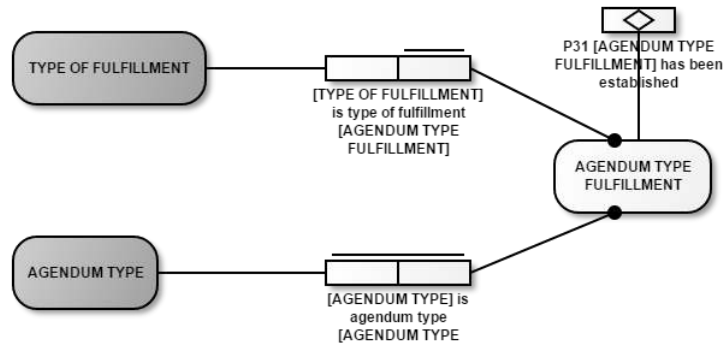 TYPE OF FULFILLMENT
P31 [AGENDUM TYPE
FULFILLMENT] has been
established
[TYPE OF FULFILLMENT]
is type of fulfillment
[AGENDUM TYPE
FULFILLMENT]
AGENDUM TYPE
FULFILLMENT
AGENDUM TYPE
[AGENDUM TYPE] is
agendum type
[AGENDUM TYPE